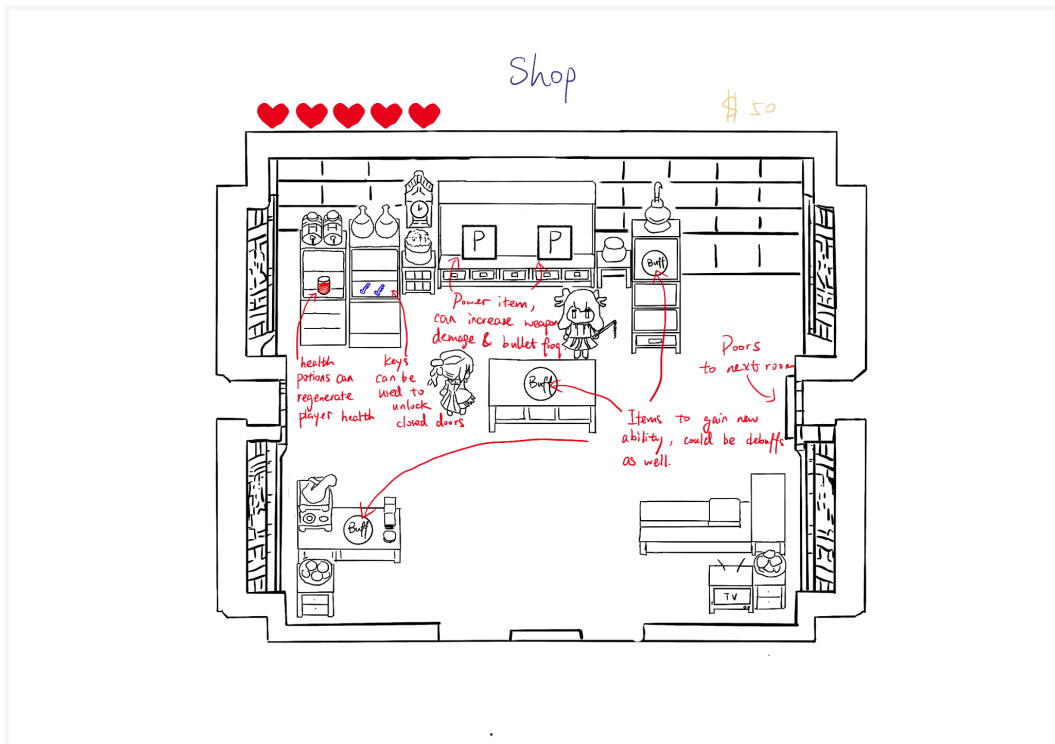 Shop
$ 50
P
P
Buff
Power item,
can increase weapon
demage & bullet freq
health
potions can
regenerate
player health
keys
can be
used to
unlock
closed doors
Buff
Doors
to next room
Items to gain new
ability, could be debuffs
as well.
Buff
TV